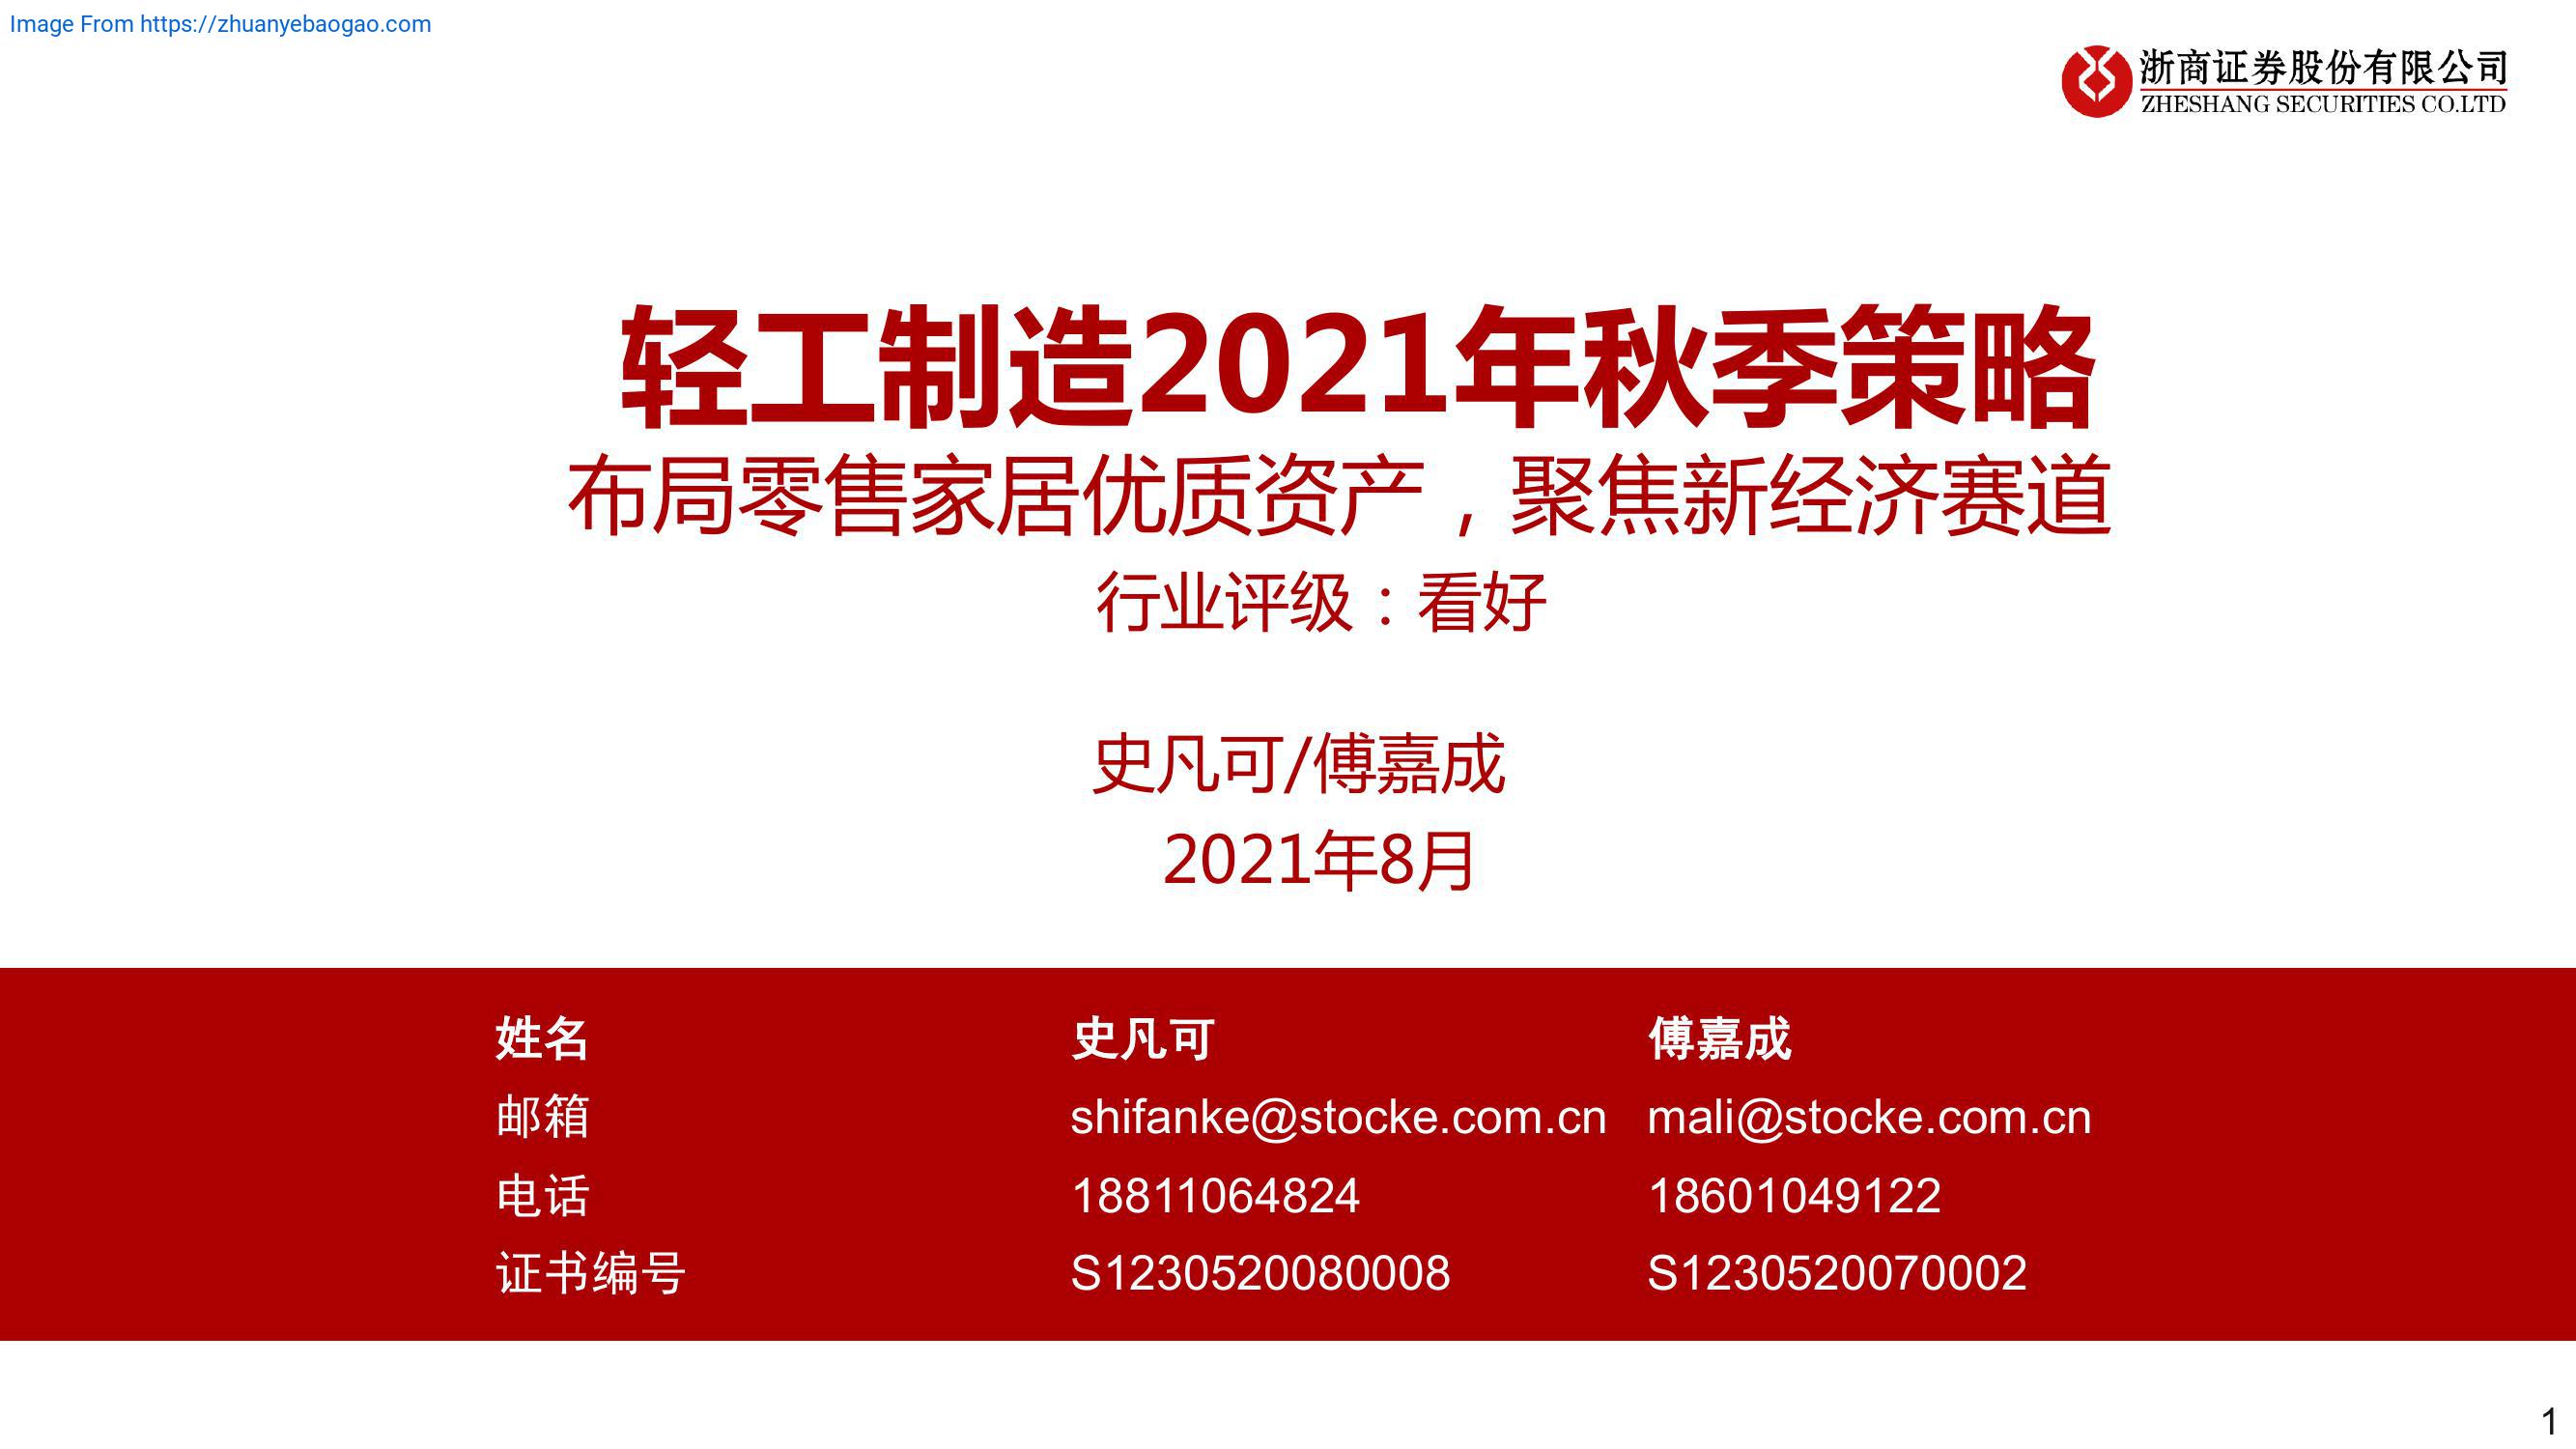 Image From https://zhuanyebaogao.com
浙商证券股份有限公司
ZHESHANG SECURITIES CO.LTD
轻工制造2021年秋季策略
布局零售家居优质资产，聚焦新经济赛道
行业评级：看好
史凡可/傅嘉成
2021年8月
姓名 史凡可 傅嘉成
邮箱 shifanke@stocke.com.cn mali@stocke.com.cn
电话 18811064824 18601049122
证书编号 S1230520080008 S1230520070002
1